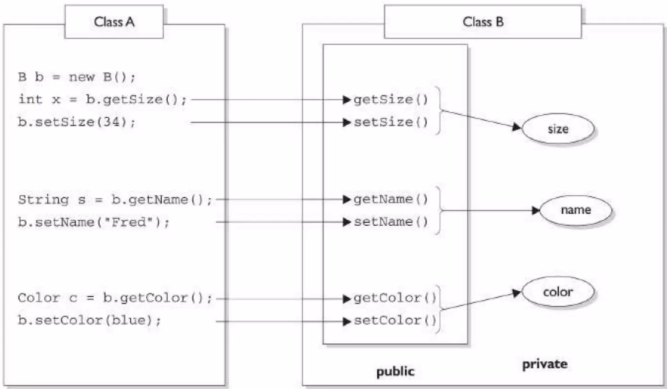 Class A
B b = new B();
int x = b.getSize();
b.setSize(34);
String s = b.getName();
b.setName("Fred");
Color c = b.getColor();
b.setColor(blue);
Class B
getSize()
setSize()
size
getName()
setName()
name
getColor()
setColor()
color
public
private